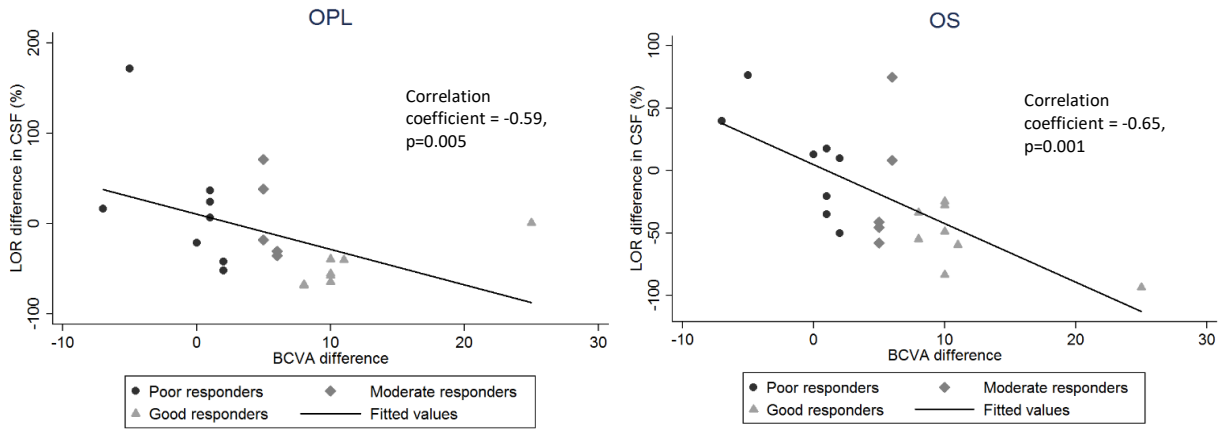 OPL
LOR difference in CSF (%)
200
100
0
-100
Correlation
coefficient = -0.59,
p=0.005
-10 0 10 20 30
BCVA difference
Poor responders Moderate responders
Good responders Fitted values
OS
LOR difference in CSF (%)
100
50
0
-50
-100
Correlation
coefficient = -0.65,
p=0.001
-10 0 10 20 30
BCVA difference
Poor responders Moderate responders
Good responders Fitted values